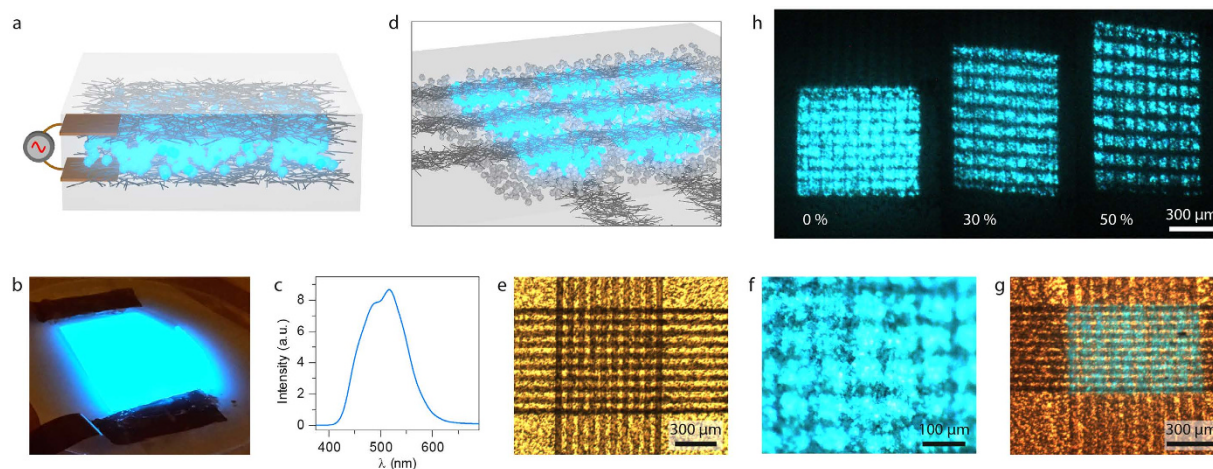 a
d
h
0 %
30 %
50 %
300 µm
b
c
Intensity (a.u.)
8
6
4
2
0
400
500
600
λ (nm)
e
300 µm
f
100 µm
g
300 µm